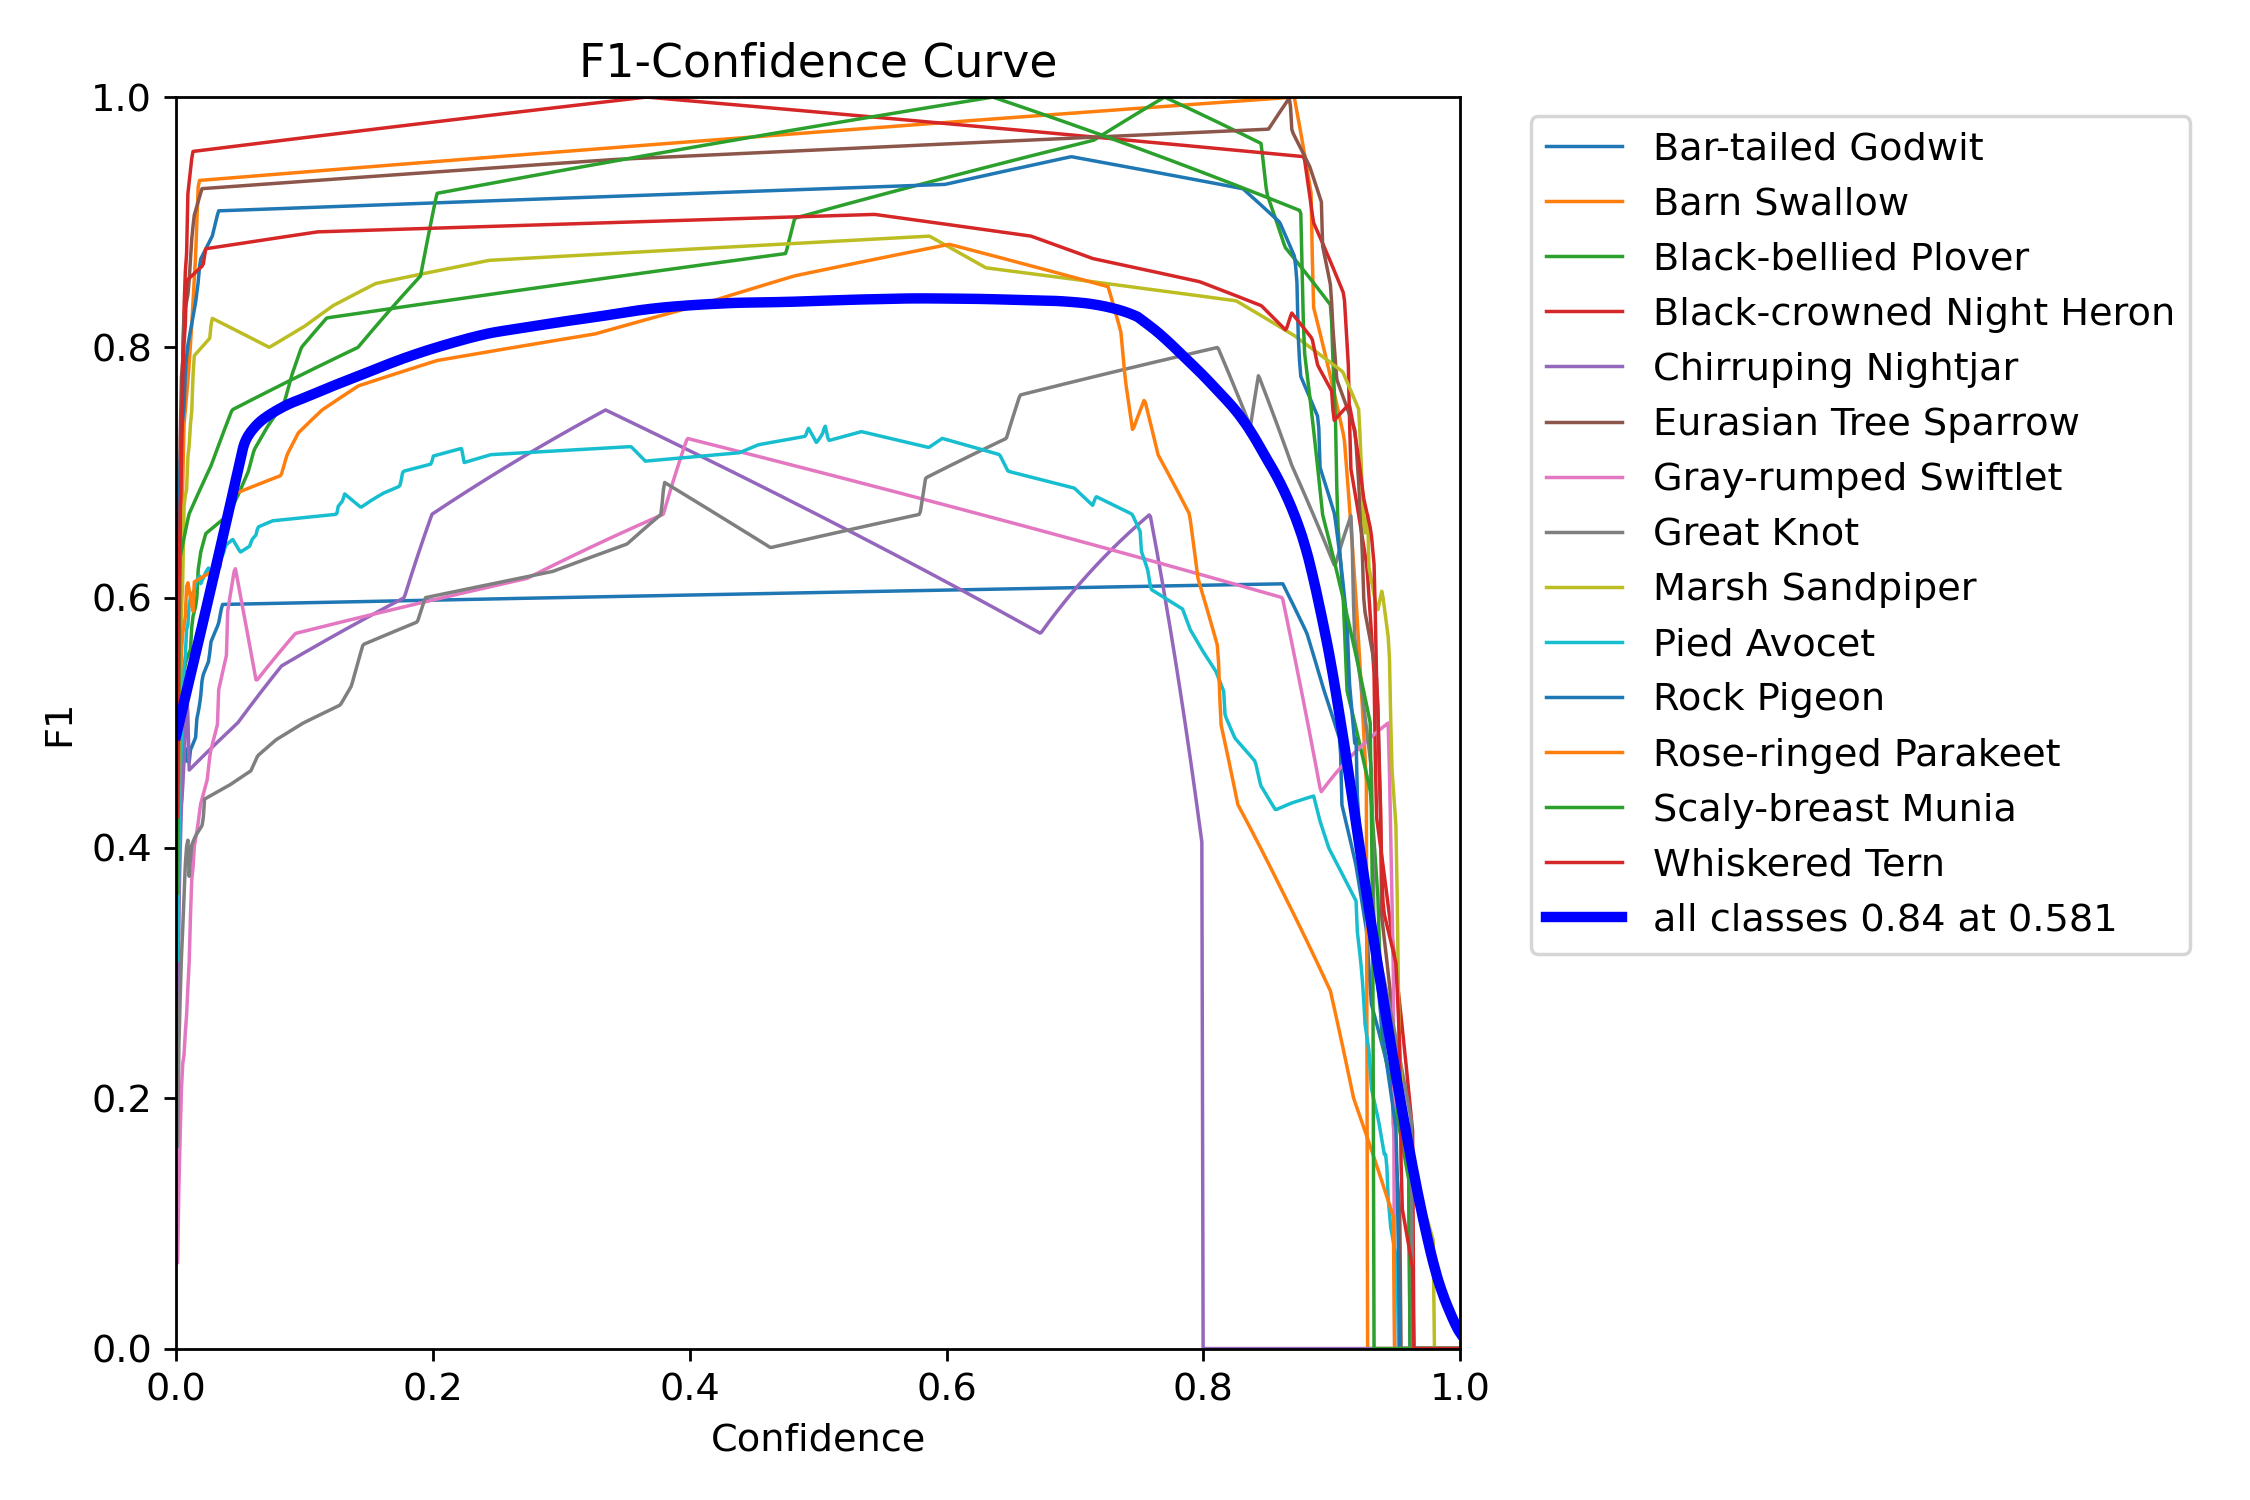 F1-Confidence Curve
1.0
0.8
0.6
0.4
0.2
0.0
F1
0.0 0.2 0.4 0.6 0.8 1.0
Confidence
Bar-tailed Godwit
Barn Swallow
Black-bellied Plover
Black-crowned Night Heron
Chirruping Nightjar
Eurasian Tree Sparrow
Gray-rumped Swiftlet
Great Knot
Marsh Sandpiper
Pied Avocet
Rock Pigeon
Rose-ringed Parakeet
Scaly-breast Munia
Whiskered Tern
all classes 0.84 at 0.581